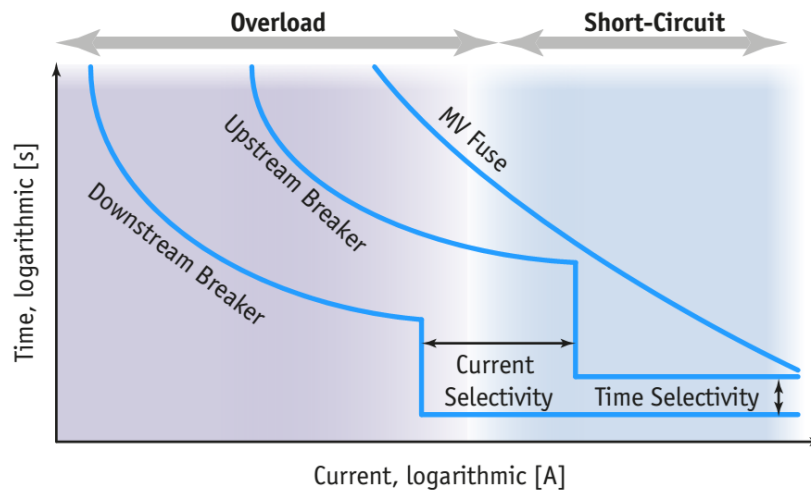 Overload
Short-Circuit
Time, logarithmic [s]
Downstream Breaker
Upstream Breaker
MV Fuse
Current
Selectivity
Time Selectivity
Current, logarithmic [A]